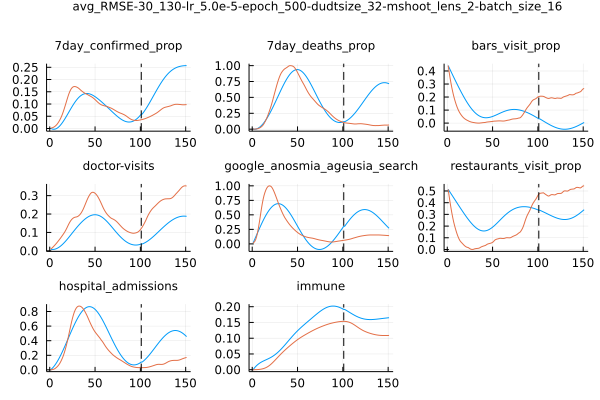 avg_RMSE-30_130-lr_5.0e-5-epoch_500-dudtsize_32-mshoot_lens_2-batch_size_16
7day_confirmed_prop 7day_deaths_prop bars_visit_prop
0.25 1.00 0.4
0.20 0.75 0.3
0.15 0.50 0.2
0.10 0.25 0.1
0.05 0.00 0.0
0.00
0 50 100 150 0 50 100 150 0 50 100 150
doctor-visits google_anosmia_ageusia_search restaurants_visit_prop
0.3 1.00 0.5
0.2 0.75 0.4
0.1 0.50 0.3
0.0 0.25 0.2
0.00 0.1
0.0
0 50 100 150 0 50 100 150 0 50 100 150
hospital_admissions immune
0.8 0.20
0.6 0.15
0.4 0.10
0.2 0.05
0.0 0.00
0 50 100 150 0 50 100 150